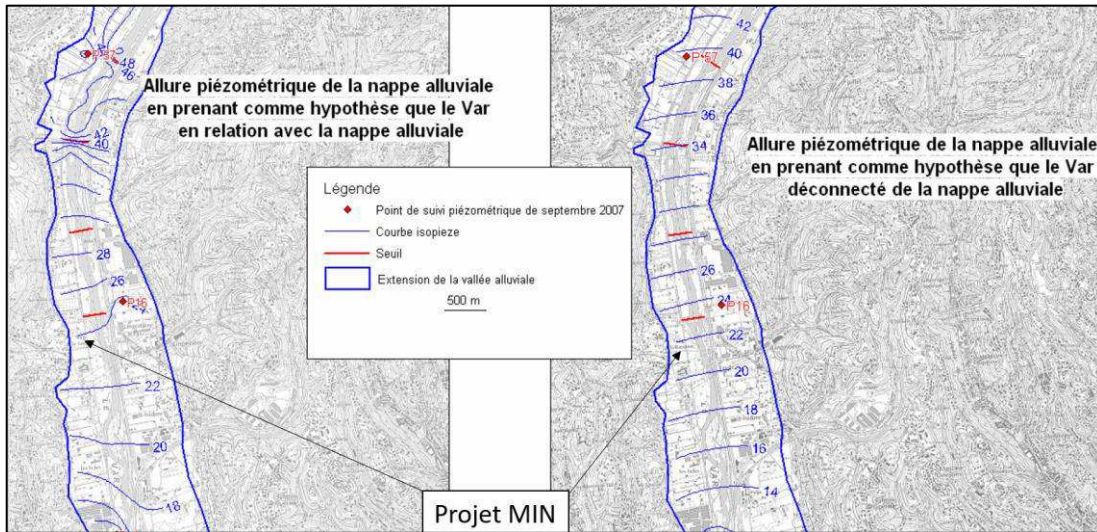 Allure piézométrique de la nappe alluviale
en prenant comme hypothèse que le Var
en relation avec la nappe alluviale
48
46
42
40
28
26
P16
22
20
18
Légende
Point de suivi piézométrique de septembre 2007
Courbe isopieze
Seuil
Extension de la vallée alluviale
500 m
Allure piézométrique de la nappe alluviale
en prenant comme hypothèse que le Var
déconnecté de la nappe alluviale
42
40
P 57
38
36
34
26
24
P16
22
20
18
16
14
Projet MIN